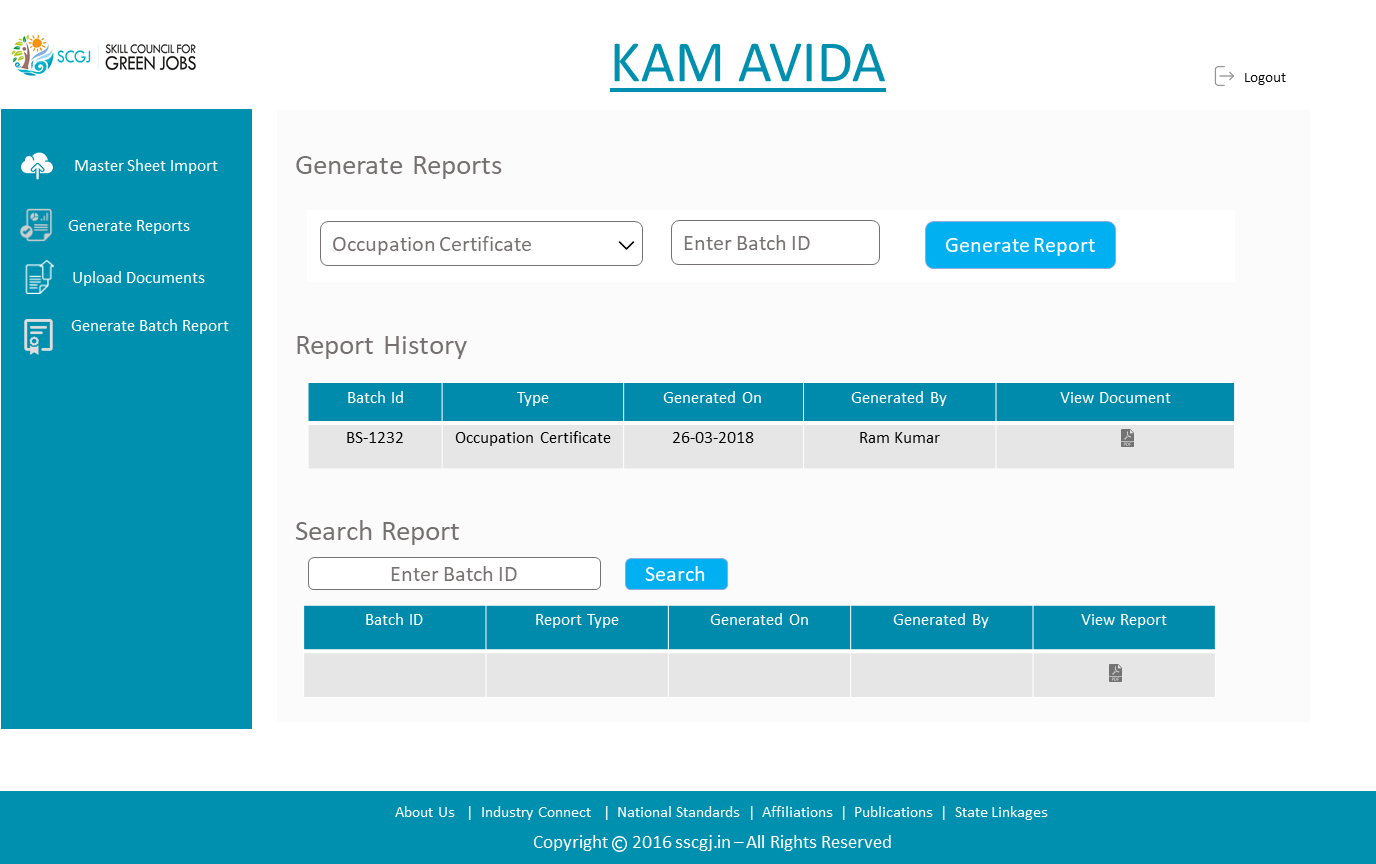 SCGJ
SKILL COUNCIL FOR
GREEN JOBS
KAM AVIDA
Logout
Master Sheet Import
Generate Reports
Upload Documents
Generate Batch Report
Generate Reports
Occupation Certificate
Enter Batch ID
Generate Report
Report History
Batch Id Type Generated On Generated By View Document
BS-1232 Occupation Certificate 26-03-2018 Ram Kumar PDF
Search Report
Enter Batch ID Search
Batch ID Report Type Generated On Generated By View Report
PDF
About Us | Industry Connect | National Standards | Affiliations | Publications | State Linkages
Copyright © 2016 sscgj.in – All Rights Reserved